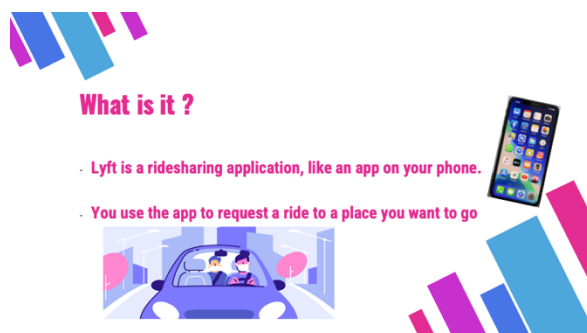 What is it ?
- Lyft is a ridesharing application, like an app on your phone.
- You use the app to request a ride to a place you want to go